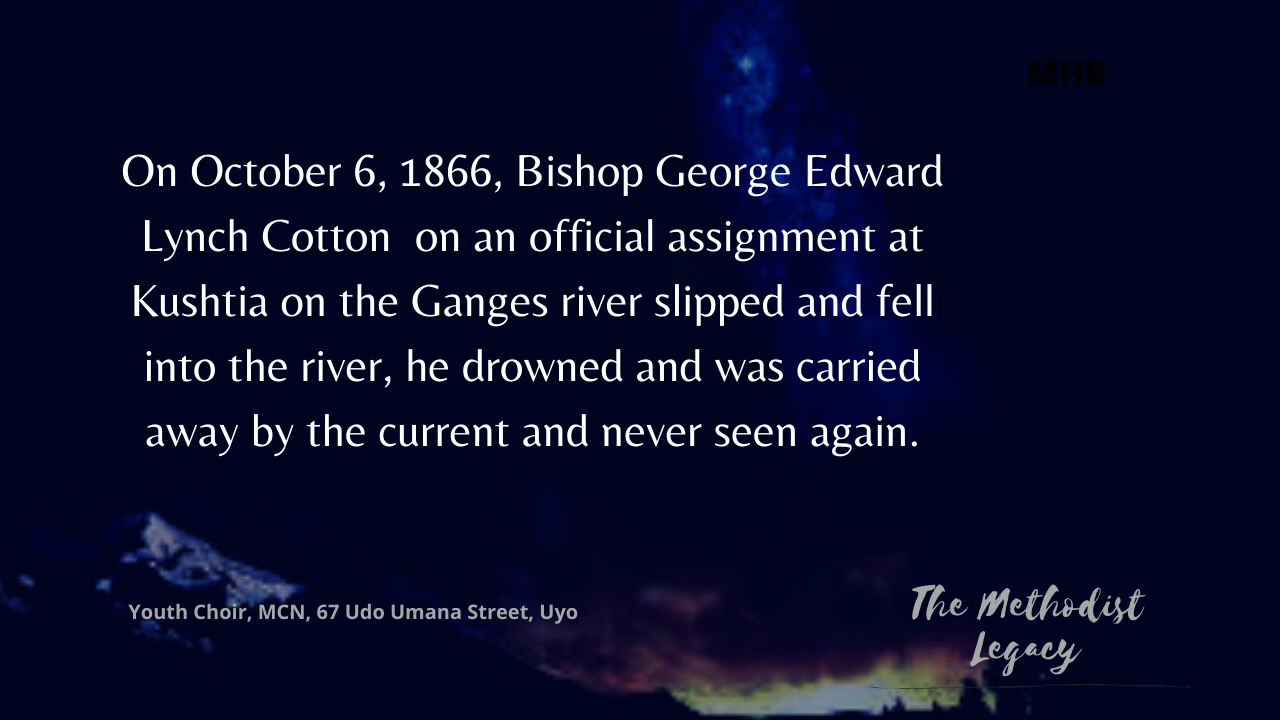 MHB
On October 6, 1866, Bishop George Edward
Lynch Cotton on an official assignment at
Kushtia on the Ganges river slipped and fell
into the river, he drowned and was carried
away by the current and never seen again.
Youth Choir, MCN, 67 Udo Umana Street, Uyo
The Methodist
Legacy